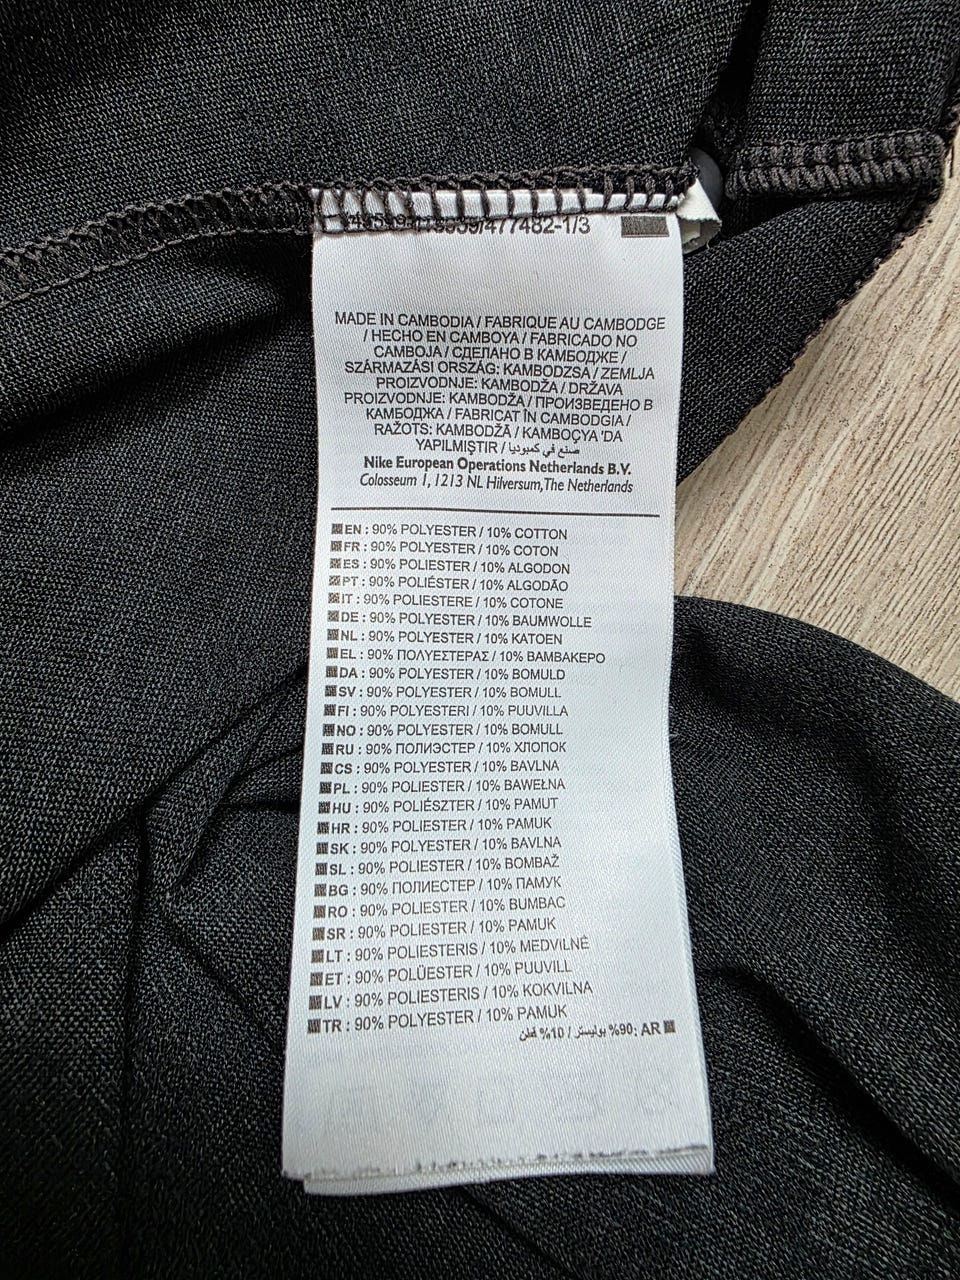 /477482-1/3
MADE IN CAMBODIA / FABRIQUE AU CAMBODGE
/ HECHO EN CAMBOYA / FABRICADO NO
CAMBOJA / СДЕЛАНО В КАМБОДЖЕ /
SZÁRMAZÁSI ORSZÁG: KAMBODZSA / ZEMLJA
PROIZVODNJE: KAMBODŽA / DRŽAVA
PROIZVODNJE: KAMBODŽA / ПРОИЗВЕДЕНО В
КАМБОДЖА / FABRICAT ÎN CAMBODGIA /
RAŽOTS: KAMBODŽĀ / KAMBOÇYA 'DA
YAPILMIŞTIR / صنع في كمبوديا
Nike European Operations Netherlands B.V.
Colosseum 1, 1213 NL Hilversum, The Netherlands
EN : 90% POLYESTER / 10% COTTON
FR : 90% POLYESTER / 10% COTON
ES : 90% POLYESTER / 10% ALGODON
PT : 90% POLIÉSTER / 10% ALGODÃO
IT : 90% POLIESTERE / 10% COTONE
DE : 90% POLYESTER / 10% BAUMWOLLE
NL : 90% POLYESTER / 10% KATOEN
EL : 90% ΠΟΛΥΕΣΤΕΡΑΣ / 10% ΒΑΜΒΑΚΕΡΟ
DA : 90% POLYESTER / 10% BOMULD
SV : 90% POLYESTER / 10% BOMULL
FI : 90% POLYESTERI / 10% PUUVILLA
NO : 90% POLYESTER / 10% BOMULL
RU : 90% ПОЛИЭСТЕР / 10% ХЛОПОК
CS : 90% POLYESTER / 10% BAVLNA
PL : 90% POLIESTER / 10% BAWEŁNA
HU : 90% POLIÉSZTER / 10% PAMUT
HR : 90% POLIESTER / 10% PAMUK
SK : 90% POLYESTER / 10% BAVLNA
SL : 90% POLIESTER / 10% BOMBAŽ
BG : 90% ПОЛИЕСТЕР / 10% ПАМУК
RO : 90% POLIESTER / 10% BUMBAC
SR : 90% POLIESTER / 10% PAMUK
LT : 90% POLIESTERIS / 10% MEDVILNĖ
ET : 90% POLÜESTER / 10% PUUVILL
LV : 90% POLIESTERIS / 10% KOKVILNA
TR : 90% POLYESTER / 10% PAMUK
AR :90% بوليستر / 10% قطن